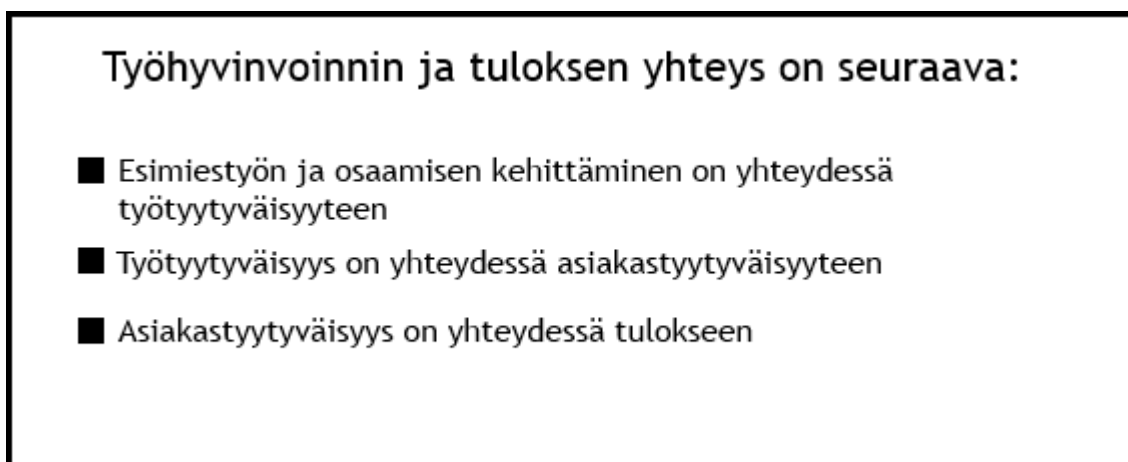 Työhyvinvoinnin ja tuloksen yhteys on seuraava:
Esimiestyön ja osaamisen kehittäminen on yhteydessä
työtyytyväisyyteen
Työtyytyväisyys on yhteydessä asiakastyytyväisyyteen
Asiakastyytyväisyys on yhteydessä tulokseen